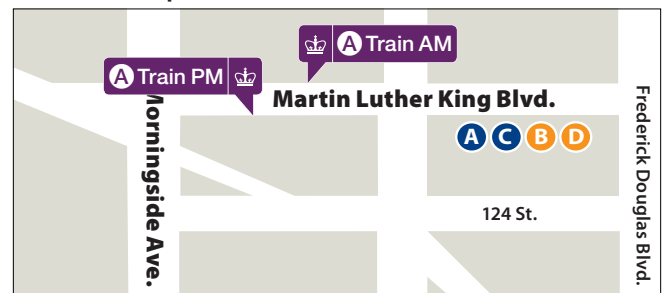 A Train AM
A Train PM
Martin Luther King Blvd.
A C B D
124 St.
Morningside Ave.
Frederick Douglas Blvd.